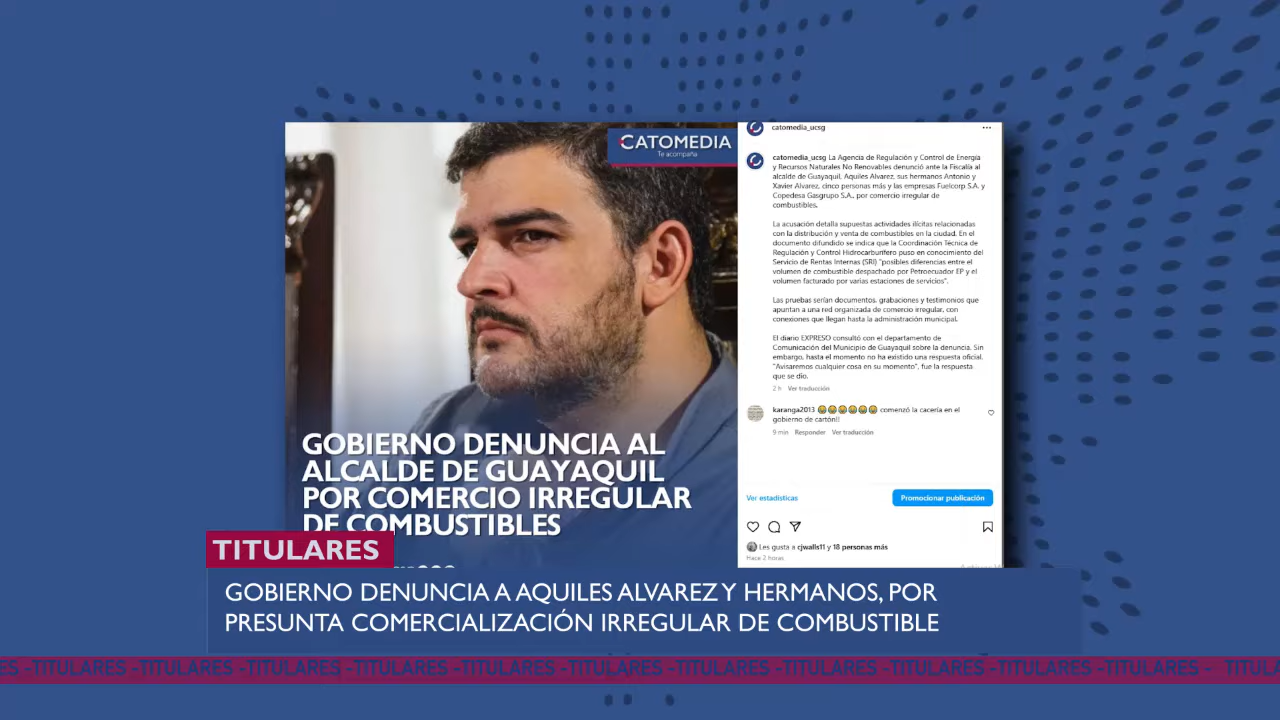 CATOMEDIA
Te acompaña
GOBIERNO DENUNCIA AL
ALCALDE DE GUAYAQUIL
POR COMERCIO IRREGULAR
DE COMBUSTIBLES
catomedia_ucsg
catomedia_ucsg La Agencia de Regulación y Control de Energía
y Recursos Naturales No Renovables denunció ante la Fiscalía al
alcalde de Guayaquil, Aquiles Alvarez, sus hermanos Antonio y
Xavier Alvarez, cinco personas más y las empresas Fuelcorp S.A. y
Copedesa Gasgrupo S.A., por comercio irregular de
combustibles.
La acusación detalla supuestas actividades ilícitas relacionadas
con la distribución y venta de combustibles en la ciudad. En el
documento difundido se indica que la Coordinación Técnica de
Regulación y Control Hidrocarburífero puso en conocimiento del
Servicio de Rentas Internas (SRI) "posibles diferencias entre el
volumen de combustible despachado por Petroecuador EP y el
volumen facturado por varias estaciones de servicios".
Las pruebas serían documentos, grabaciones y testimonios que
apuntan a una red organizada de comercio irregular, con
conexiones que llegan hasta la administración municipal.
El diario EXPRESO consultó con el departamento de
Comunicación del Municipio de Guayaquil sobre la denuncia. Sin
embargo, hasta el momento no ha existido una respuesta oficial.
"Avisaremos cualquier cosa en su momento", fue la respuesta
que se dio.
2 h Ver traducción
karanga2013 😂😂😂😂😂😂 comenzó la cacería en el
gobierno de cartón!!
9 min Responder Ver traducción
Ver estadísticas
Promocionar publicación
Les gusta a cjwalls11 y 18 personas más
Hace 2 horas
TITULARES
GOBIERNO DENUNCIA A AQUILES ALVAREZ Y HERMANOS, POR
PRESUNTA COMERCIALIZACIÓN IRREGULAR DE COMBUSTIBLE
ES -TITULARES -TITULARES -TITULARES -TITULARES -TITULARES -TITULARES -TITULARES -TITULARES -TITULARES -TITULARES -TITULARES - TITULA